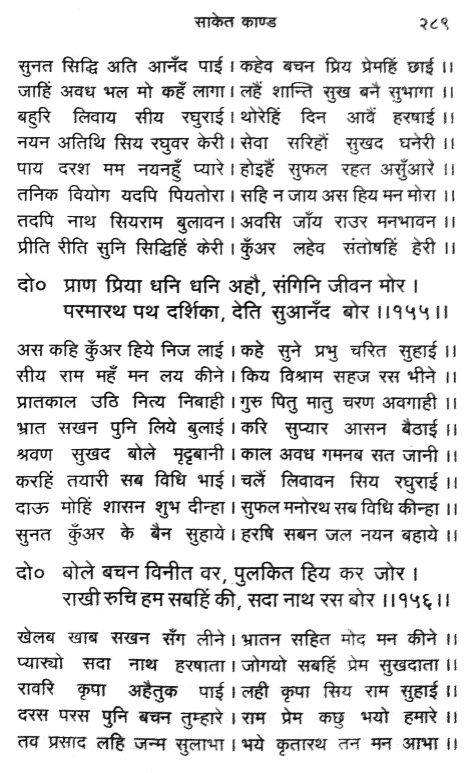 साकेत काण्ड २८९
सुनत सिद्धि अति आनँद पाई । कहेव बचन प्रिय प्रेमहिं छाई ।।
जाहिं अवध भल मो कहँ लागा । लहैं शान्ति सुख बनै सुभागा ।।
बहुरि लिवाय सीय रघुराई । थोरेहिं दिन आवैं हरषाई ।।
नयन अतिथि सिय रघुवर केरी । सेवा सरिहौं सुखद घनेरी ।।
पाय दरश मम नयनहुँ प्यारे । होइहैं सुफल रहत असुँआरे ।।
तनिक वियोग यदपि पियतोरा । सहि न जाय अस हिय मन मोरा ।।
तदपि नाथ सियराम बुलावन । अवसि जाँय राउर मनभावन ।।
प्रीति रीति सुनि सिद्धिहिं केरी । कुँअर लहेव संतोषहिं हेरी ।।
दो० प्राण प्रिया धनि धनि अहौ, संगिनि जीवन मोर ।
परमारथ पथ दर्शिका, देति सुआनँद बोर ।।१५५।।
अस कहि कुँअर हिये निज लाई । कहे सुने प्रभु चरित सुहाई ।।
सीय राम महँ मन लय कीने । किय विश्राम सहज रस भीने ।।
प्रातकाल उठि नित्य निबाही । गुरु पितु मातु चरण अवगाही ।।
भ्रात सखन पुनि लिये बुलाई । करि सुप्यार आसन बैठाई ।।
श्रवण सुखद बोले मृदुबानी । काल अवध गमनब सत जानी ।।
करहिं तयारी सब विधि भाई । चलैं लिवावन सिय रघुराई ।।
दाऊ मोहिं शासन शुभ दीन्हा । सुफल मनोरथ सब विधि कीन्हा ।।
सुनत कुँअर के बैन सुहाये । हरषि सबन जल नयन बहाये ।।
दो० बोले बचन विनीत वर, पुलकित हिय कर जोर ।
राखी रुचि हम सबहिं की, सदा नाथ रस बोर ।।१५६।।
खेलब खाब सखन सँग लीने । भ्रातन सहित मोद मन कीने ।।
प्यारयो सदा नाथ हरषाता । जोगयो सबहिं प्रेम सुखदाता ।।
रावरि कृपा अहैतुक पाई । लही कृपा सिय राम सुहाई ।।
दरस परस पुनि बचन तुम्हारे । राम प्रेम कछु भयो हमारे ।।
तव प्रसाद लहि जन्म सुलाभा । भये कृतारथ तन मन आभा ।।